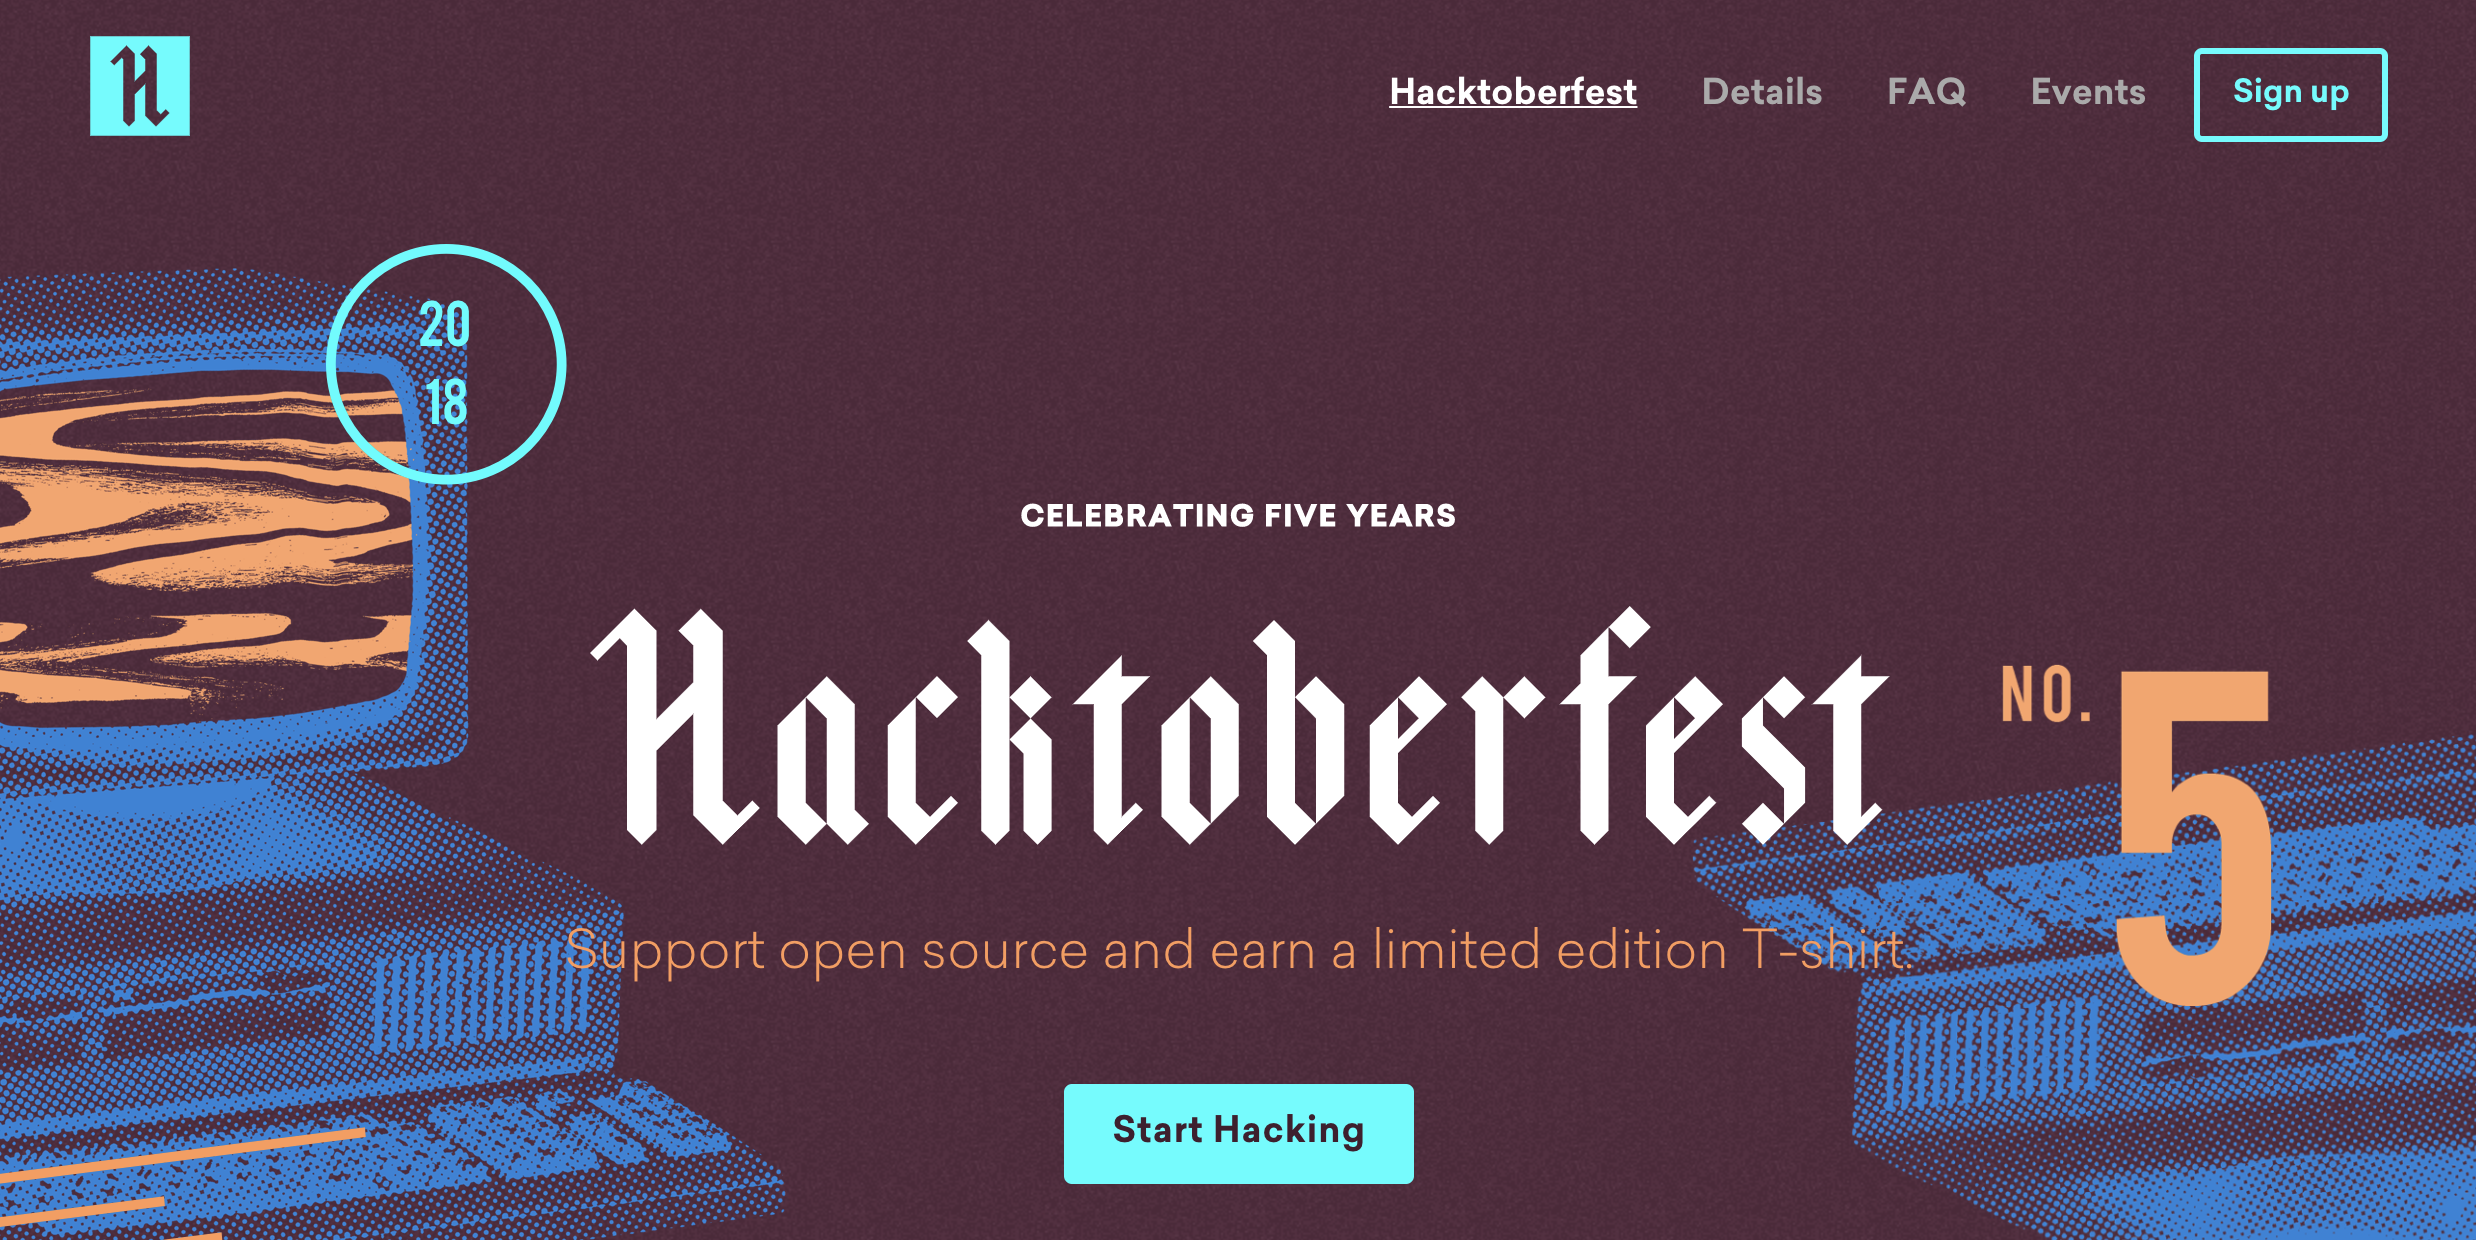 H
Hacktoberfest Details FAQ Events Sign up
20
18
CELEBRATING FIVE YEARS
Hacktoberfest
NO. 5
Support open source and earn a limited edition T-shirt.
Start Hacking